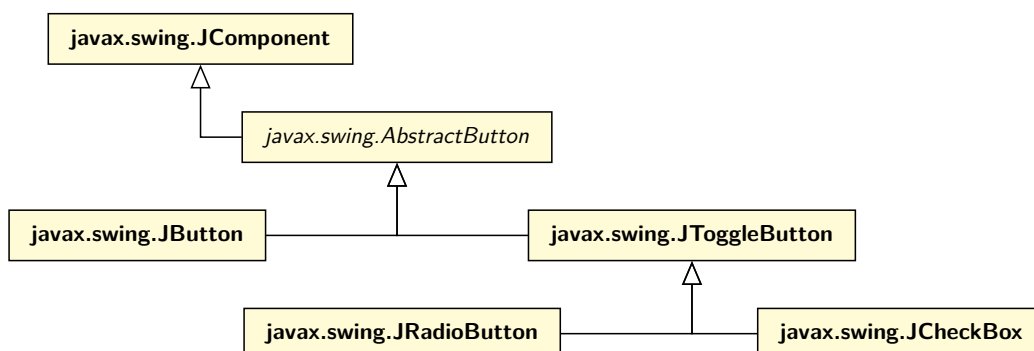 javax.swing.JComponent
javax.swing.AbstractButton
javax.swing.JButton
javax.swing.JToggleButton
javax.swing.JRadioButton
javax.swing.JCheckBox